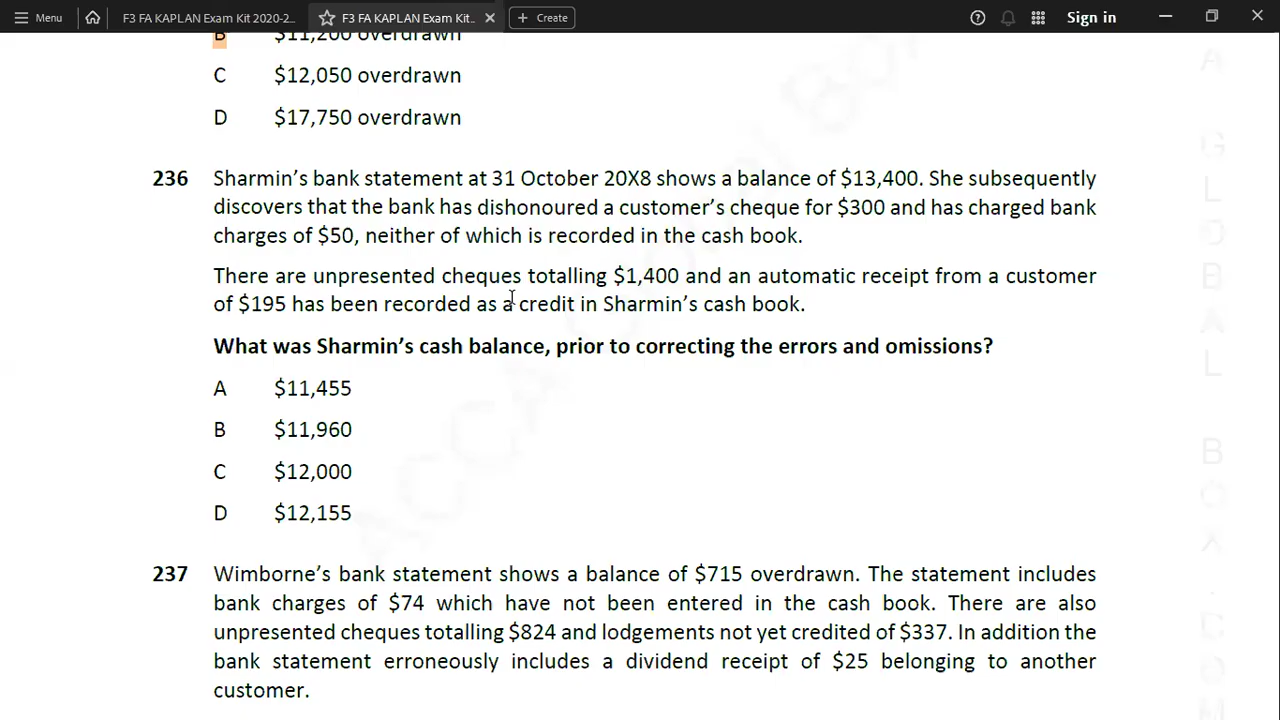 Menu
F3 FA KAPLAN Exam Kit 2020-2...
F3 FA KAPLAN Exam Kit...
Create
Sign in
B $11,200 overdrawn
C $12,050 overdrawn
D $17,750 overdrawn
236 Sharmin's bank statement at 31 October 20X8 shows a balance of $13,400. She subsequently
discovers that the bank has dishonoured a customer's cheque for $300 and has charged bank
charges of $50, neither of which is recorded in the cash book.
There are unpresented cheques totalling $1,400 and an automatic receipt from a customer
of $195 has been recorded as a credit in Sharmin's cash book.
What was Sharmin's cash balance, prior to correcting the errors and omissions?
A $11,455
B $11,960
C $12,000
D $12,155
237 Wimborne's bank statement shows a balance of $715 overdrawn. The statement includes
bank charges of $74 which have not been entered in the cash book. There are also
unpresented cheques totalling $824 and lodgements not yet credited of $337. In addition the
bank statement erroneously includes a dividend receipt of $25 belonging to another
customer.